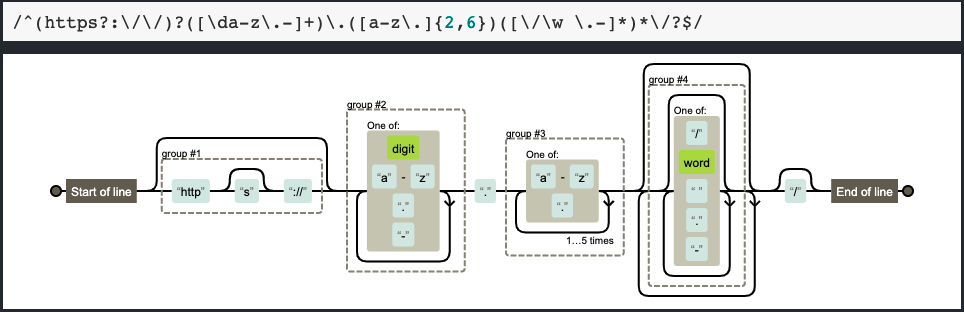 /^(https?:\/\/)?([\da-z\.-]+)\.([a-z\.]{2,6})([\/\w \.-]*)*\/?$/
group #4
One of:
group #2
One of:
“/”
group #3
One of:
digit
word
group #1
“a” - “z”
“a” - “z”
Start of line
“http”
“s”
“://”
“.”
“/”
End of line
“ ”
“.”
“.”
“.”
“-”
“-”
1...5 times